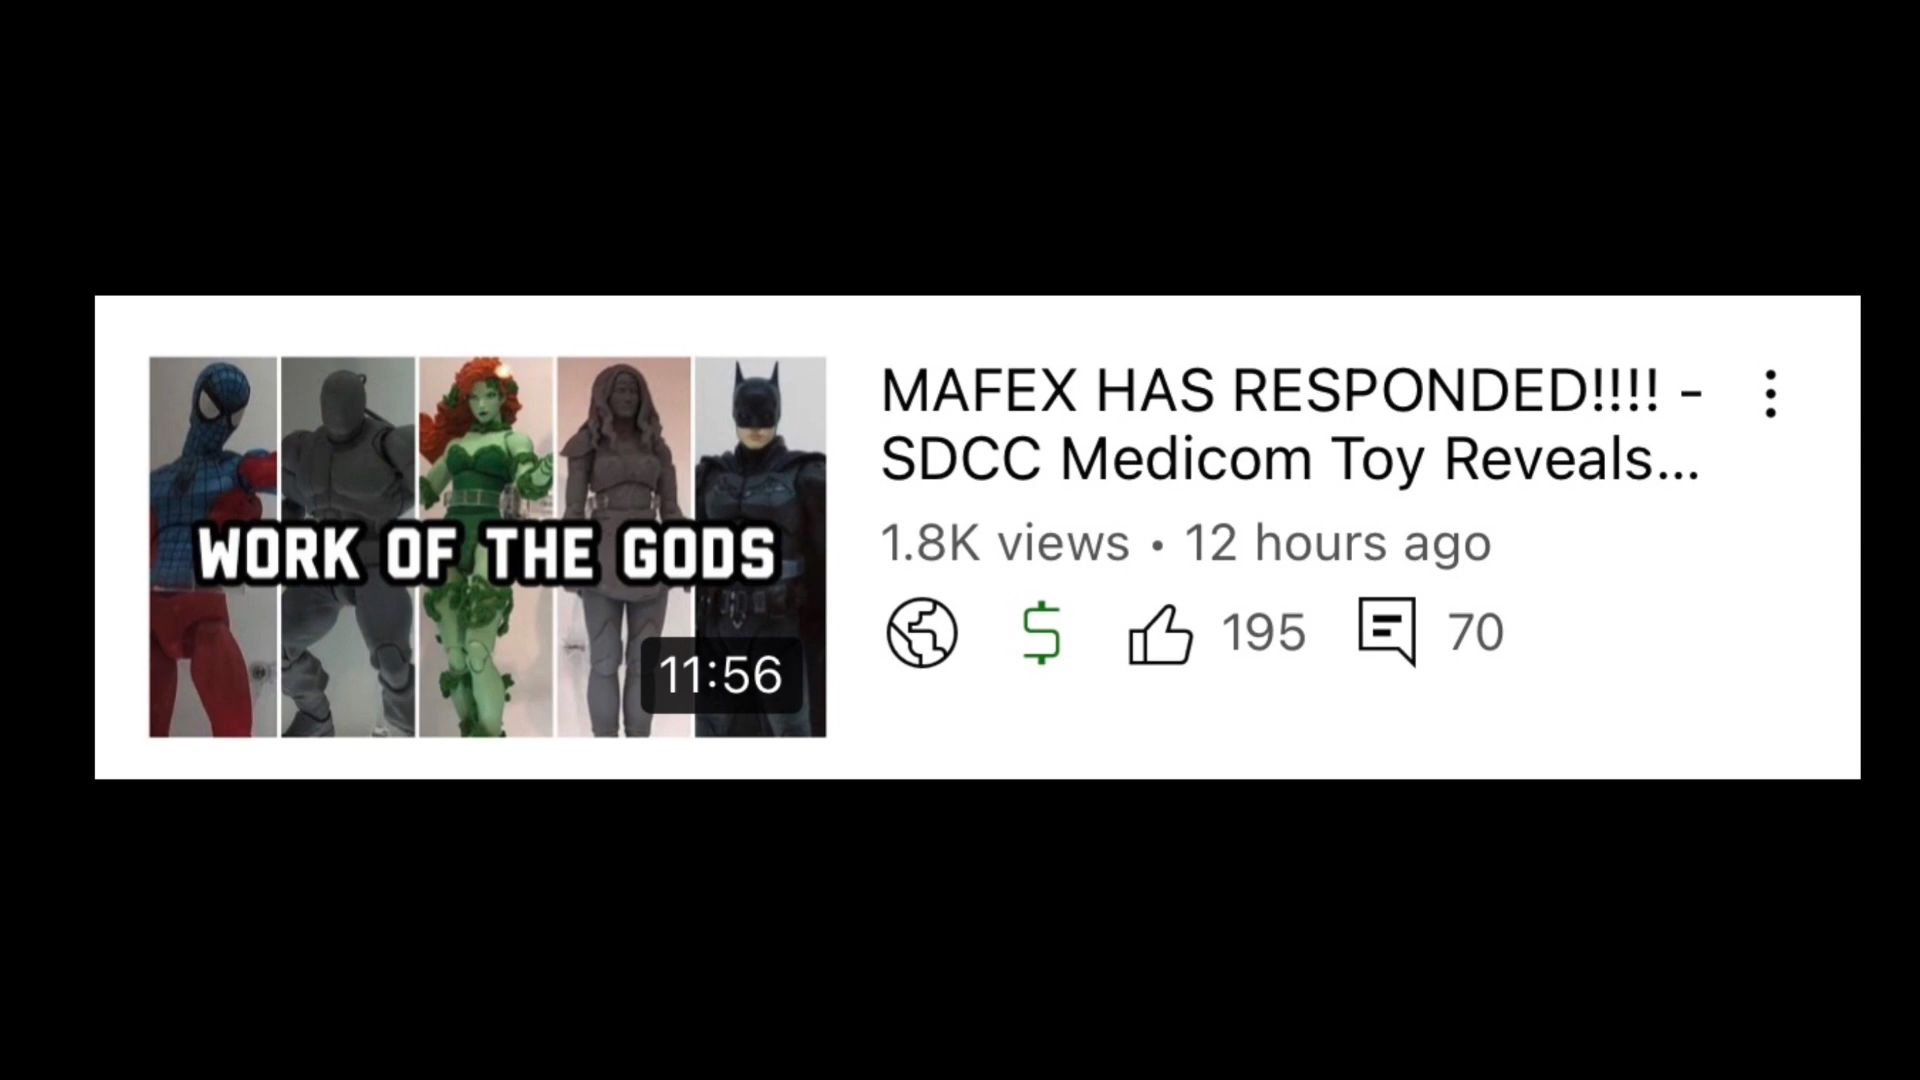 WORK OF THE GODS
11:56
MAFEX HAS RESPONDED!!!! -
SDCC Medicom Toy Reveals...
1.8K views • 12 hours ago
195
70